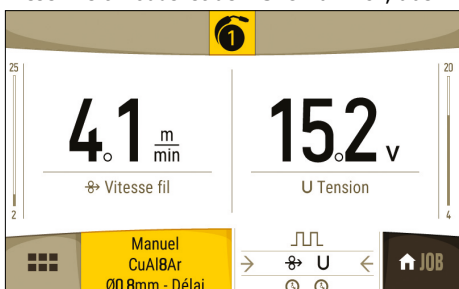 1
25
20
4.1 m/min
15.2 v
Vitesse fil
U Tension
2
4
Manuel
CuAl8Ar
Ø0.8mm - Délai
U
JOB